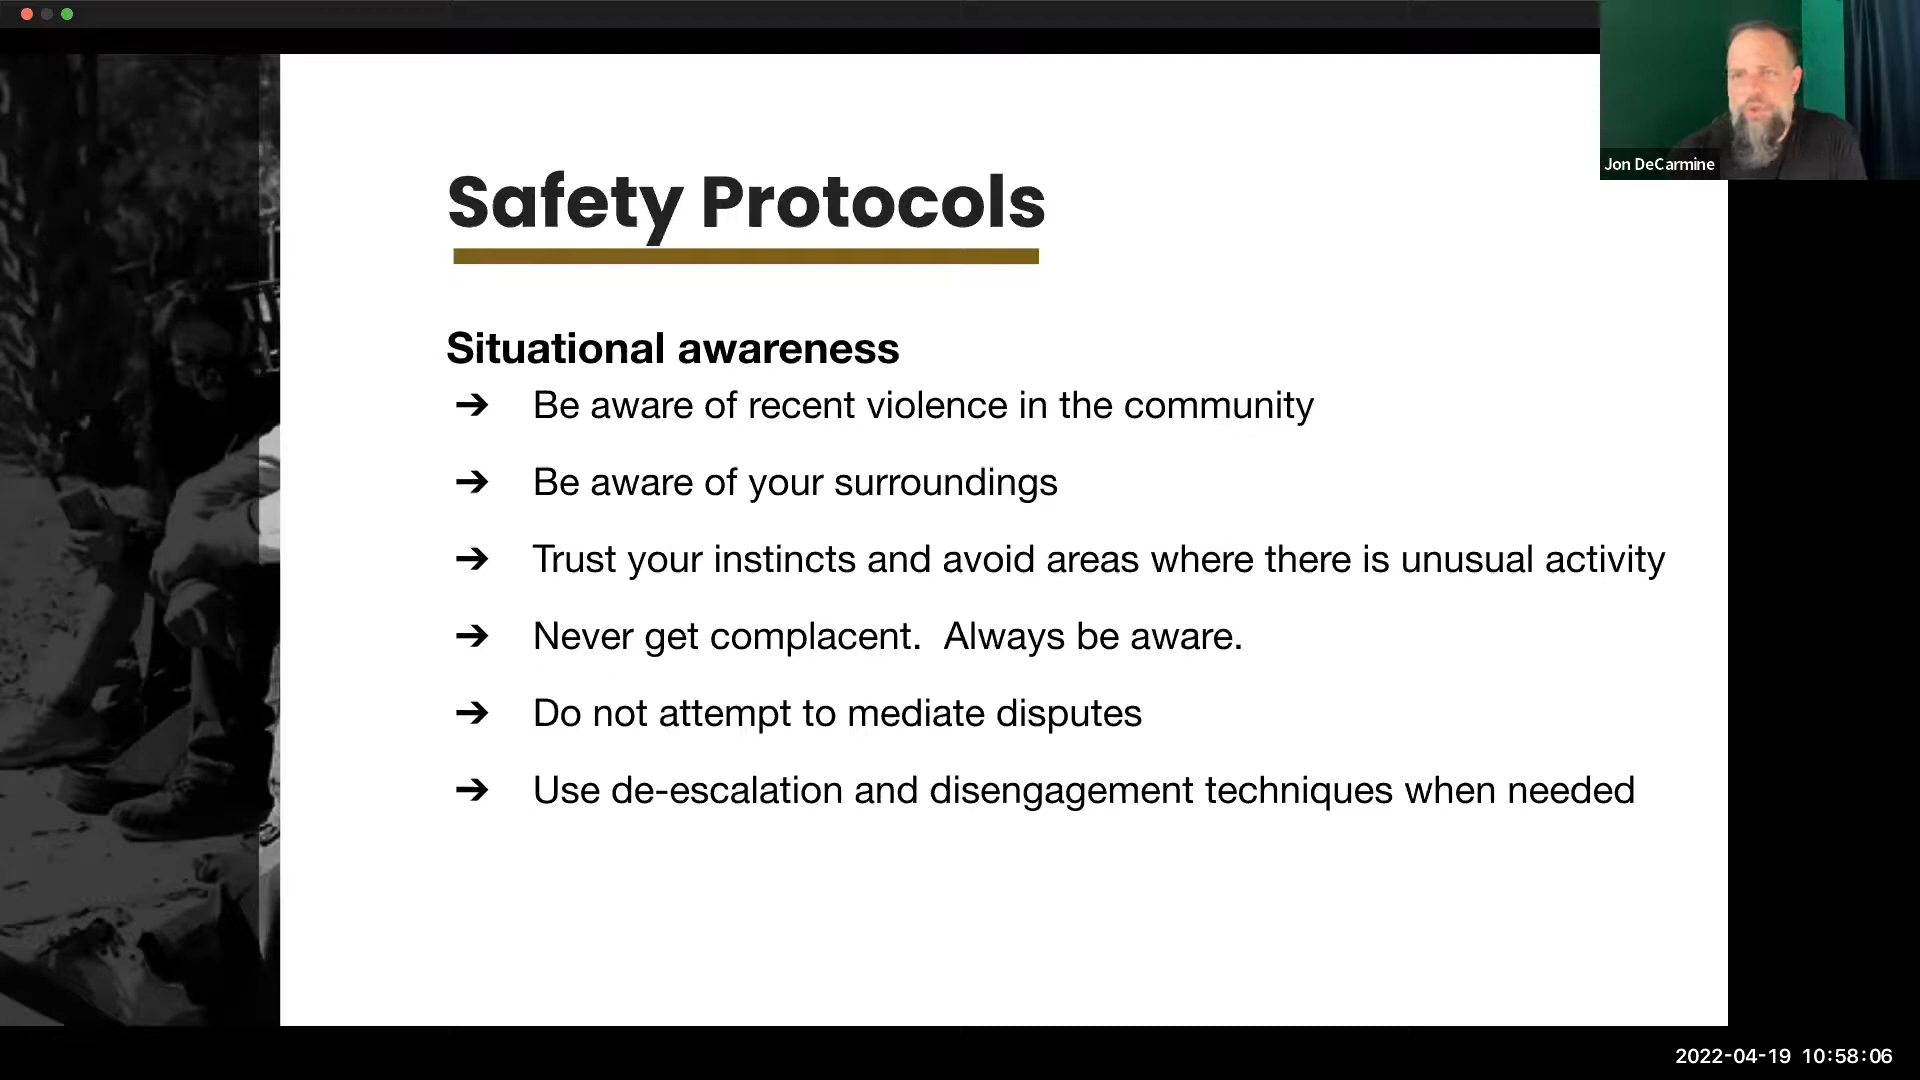 Jon DeCarmine
Safety Protocols
Situational awareness
➔ Be aware of recent violence in the community
➔ Be aware of your surroundings
➔ Trust your instincts and avoid areas where there is unusual activity
➔ Never get complacent.  Always be aware.
➔ Do not attempt to mediate disputes
➔ Use de-escalation and disengagement techniques when needed
2022-04-19 10:58:06